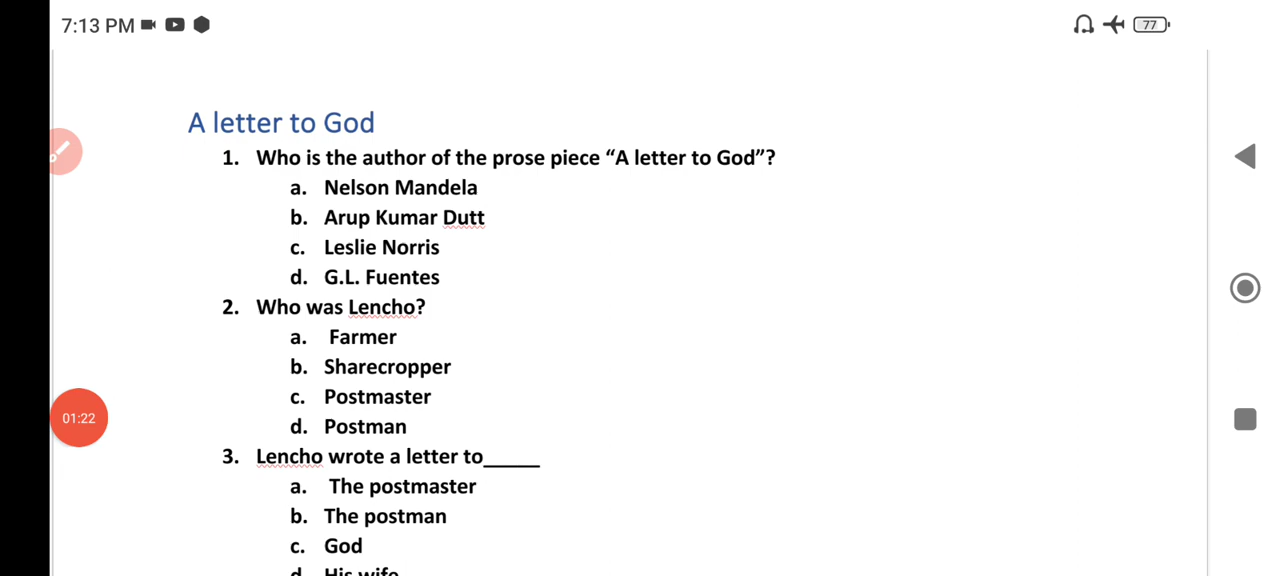 7:13 PM
77
A letter to God
1. Who is the author of the prose piece “A letter to God”?
a. Nelson Mandela
b. Arup Kumar Dutt
c. Leslie Norris
d. G.L. Fuentes
2. Who was Lencho?
a. Farmer
b. Sharecropper
c. Postmaster
d. Postman
01:22
3. Lencho wrote a letter to_____
a. The postmaster
b. The postman
c. God
d. His wife